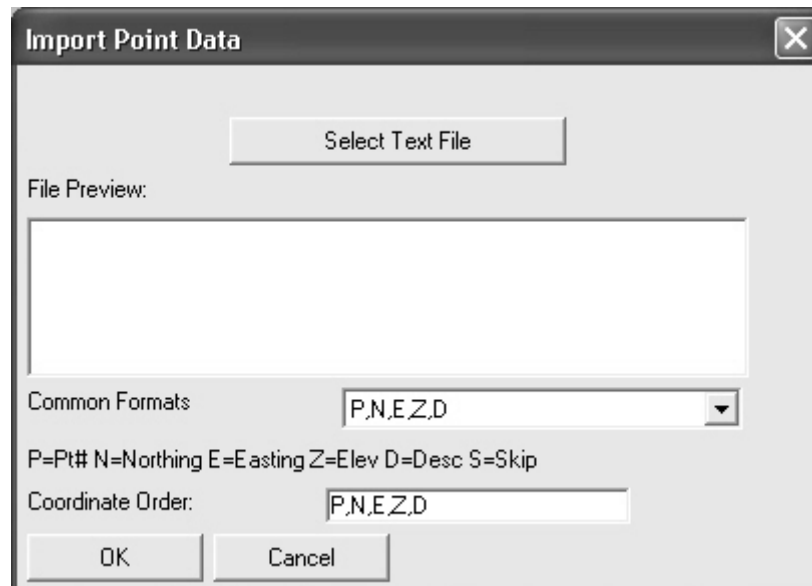 Import Point Data
Select Text File
File Preview:
Common Formats P,N,E,Z,D
P=Pt# N=Northing E=Easting Z=Elev D=Desc S=Skip
Coordinate Order: P,N,E,Z,D
OK Cancel